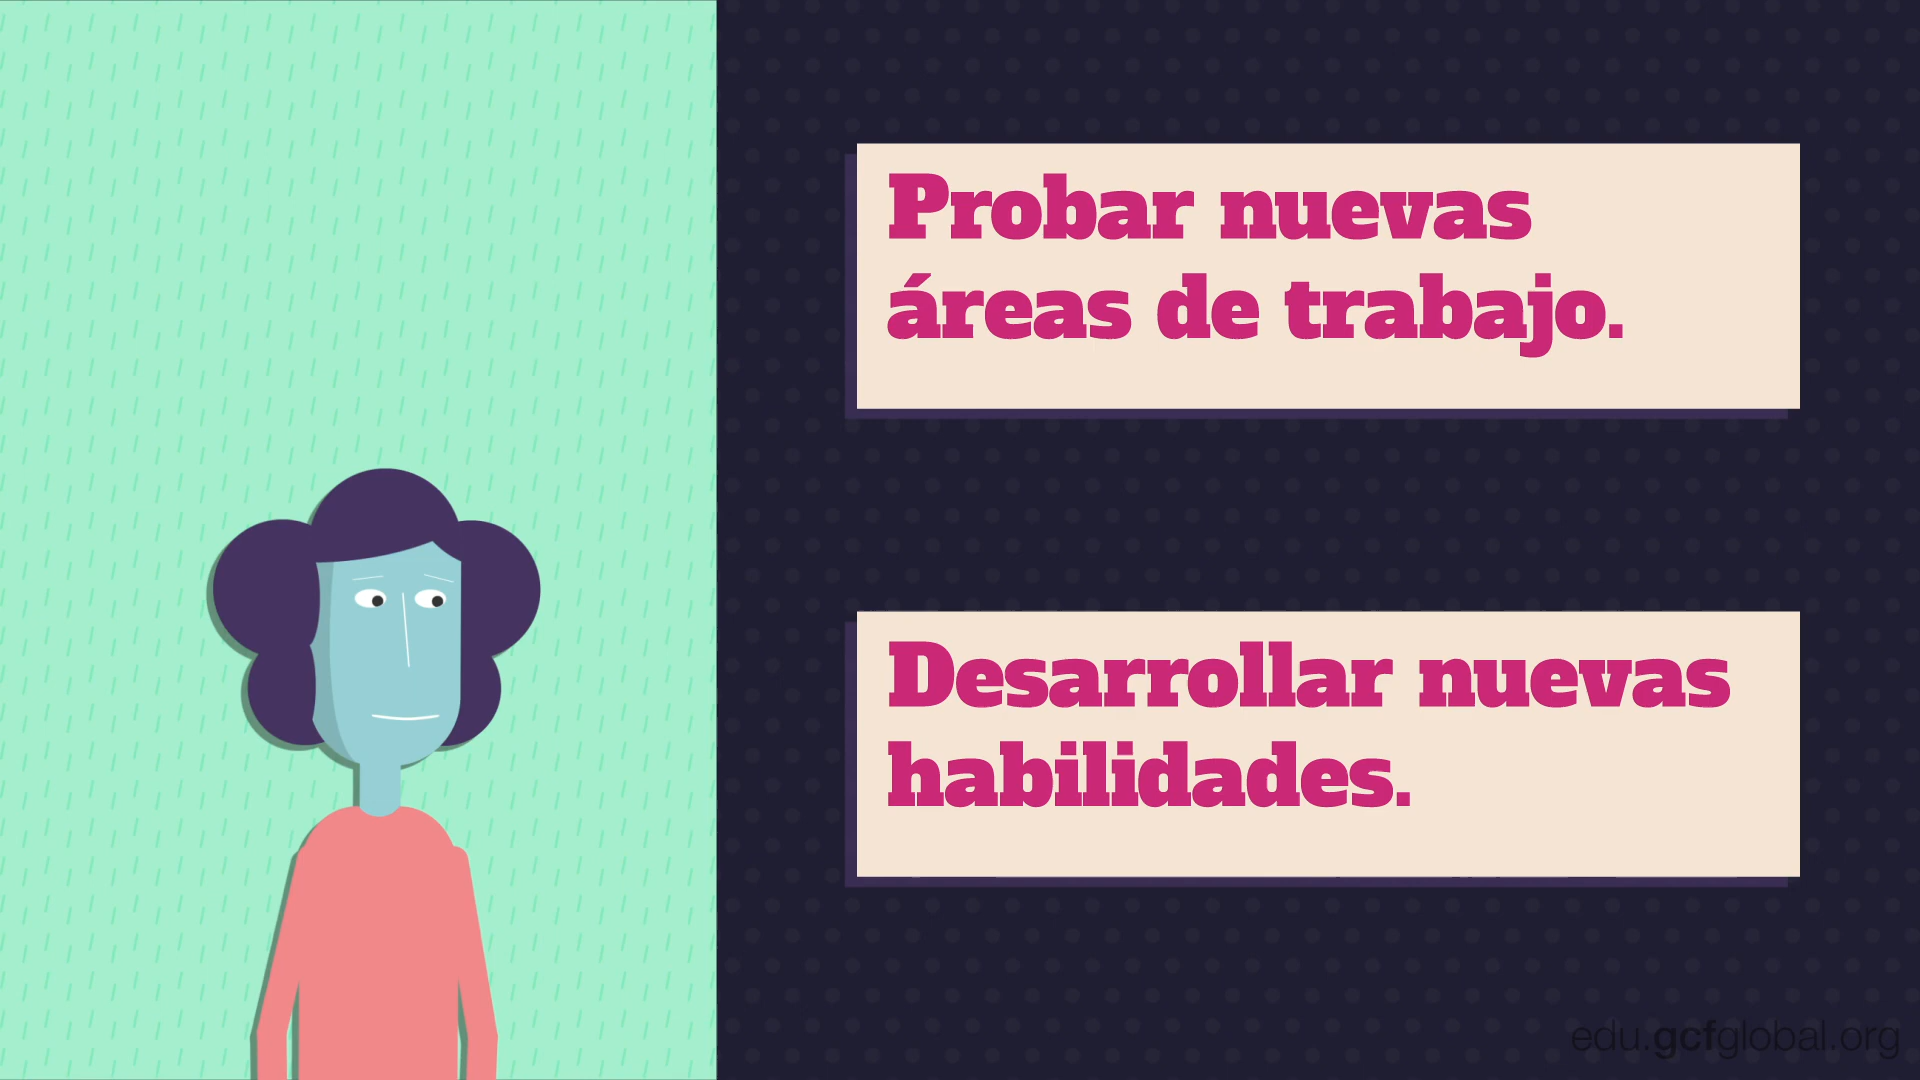 Probar nuevas
áreas de trabajo.
Desarrollar nuevas
habilidades.
edu.gcfglobal.org